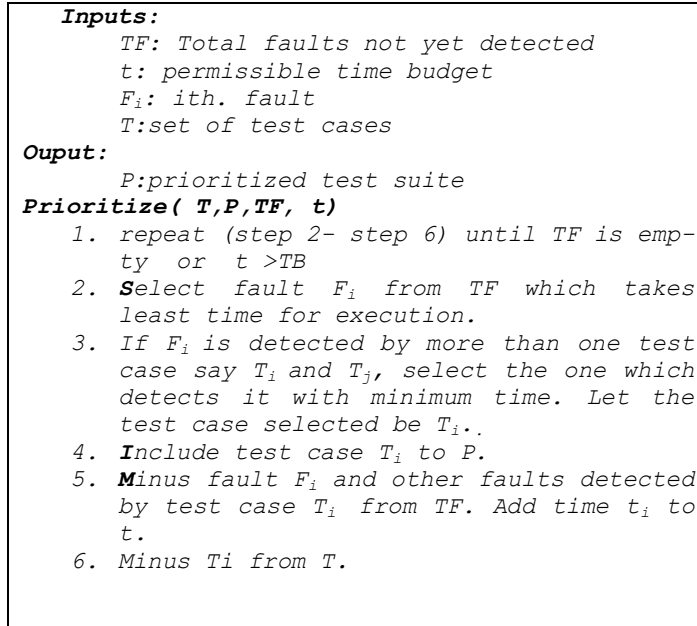 Inputs:
TF: Total faults not yet detected
t: permissible time budget
Fi: ith. fault
T:set of test cases
Ouput:
P:prioritized test suite
Prioritize( T,P,TF, t)
1. repeat (step 2- step 6) until TF is emp-
ty or t >TB
2. Select fault Fi from TF which takes
least time for execution.
3. If Fi is detected by more than one test
case say Ti and Tj, select the one which
detects it with minimum time. Let the
test case selected be Ti..
4. Include test case Ti to P.
5. Minus fault Fi and other faults detected
by test case Ti from TF. Add time ti to
t.
6. Minus Ti from T.